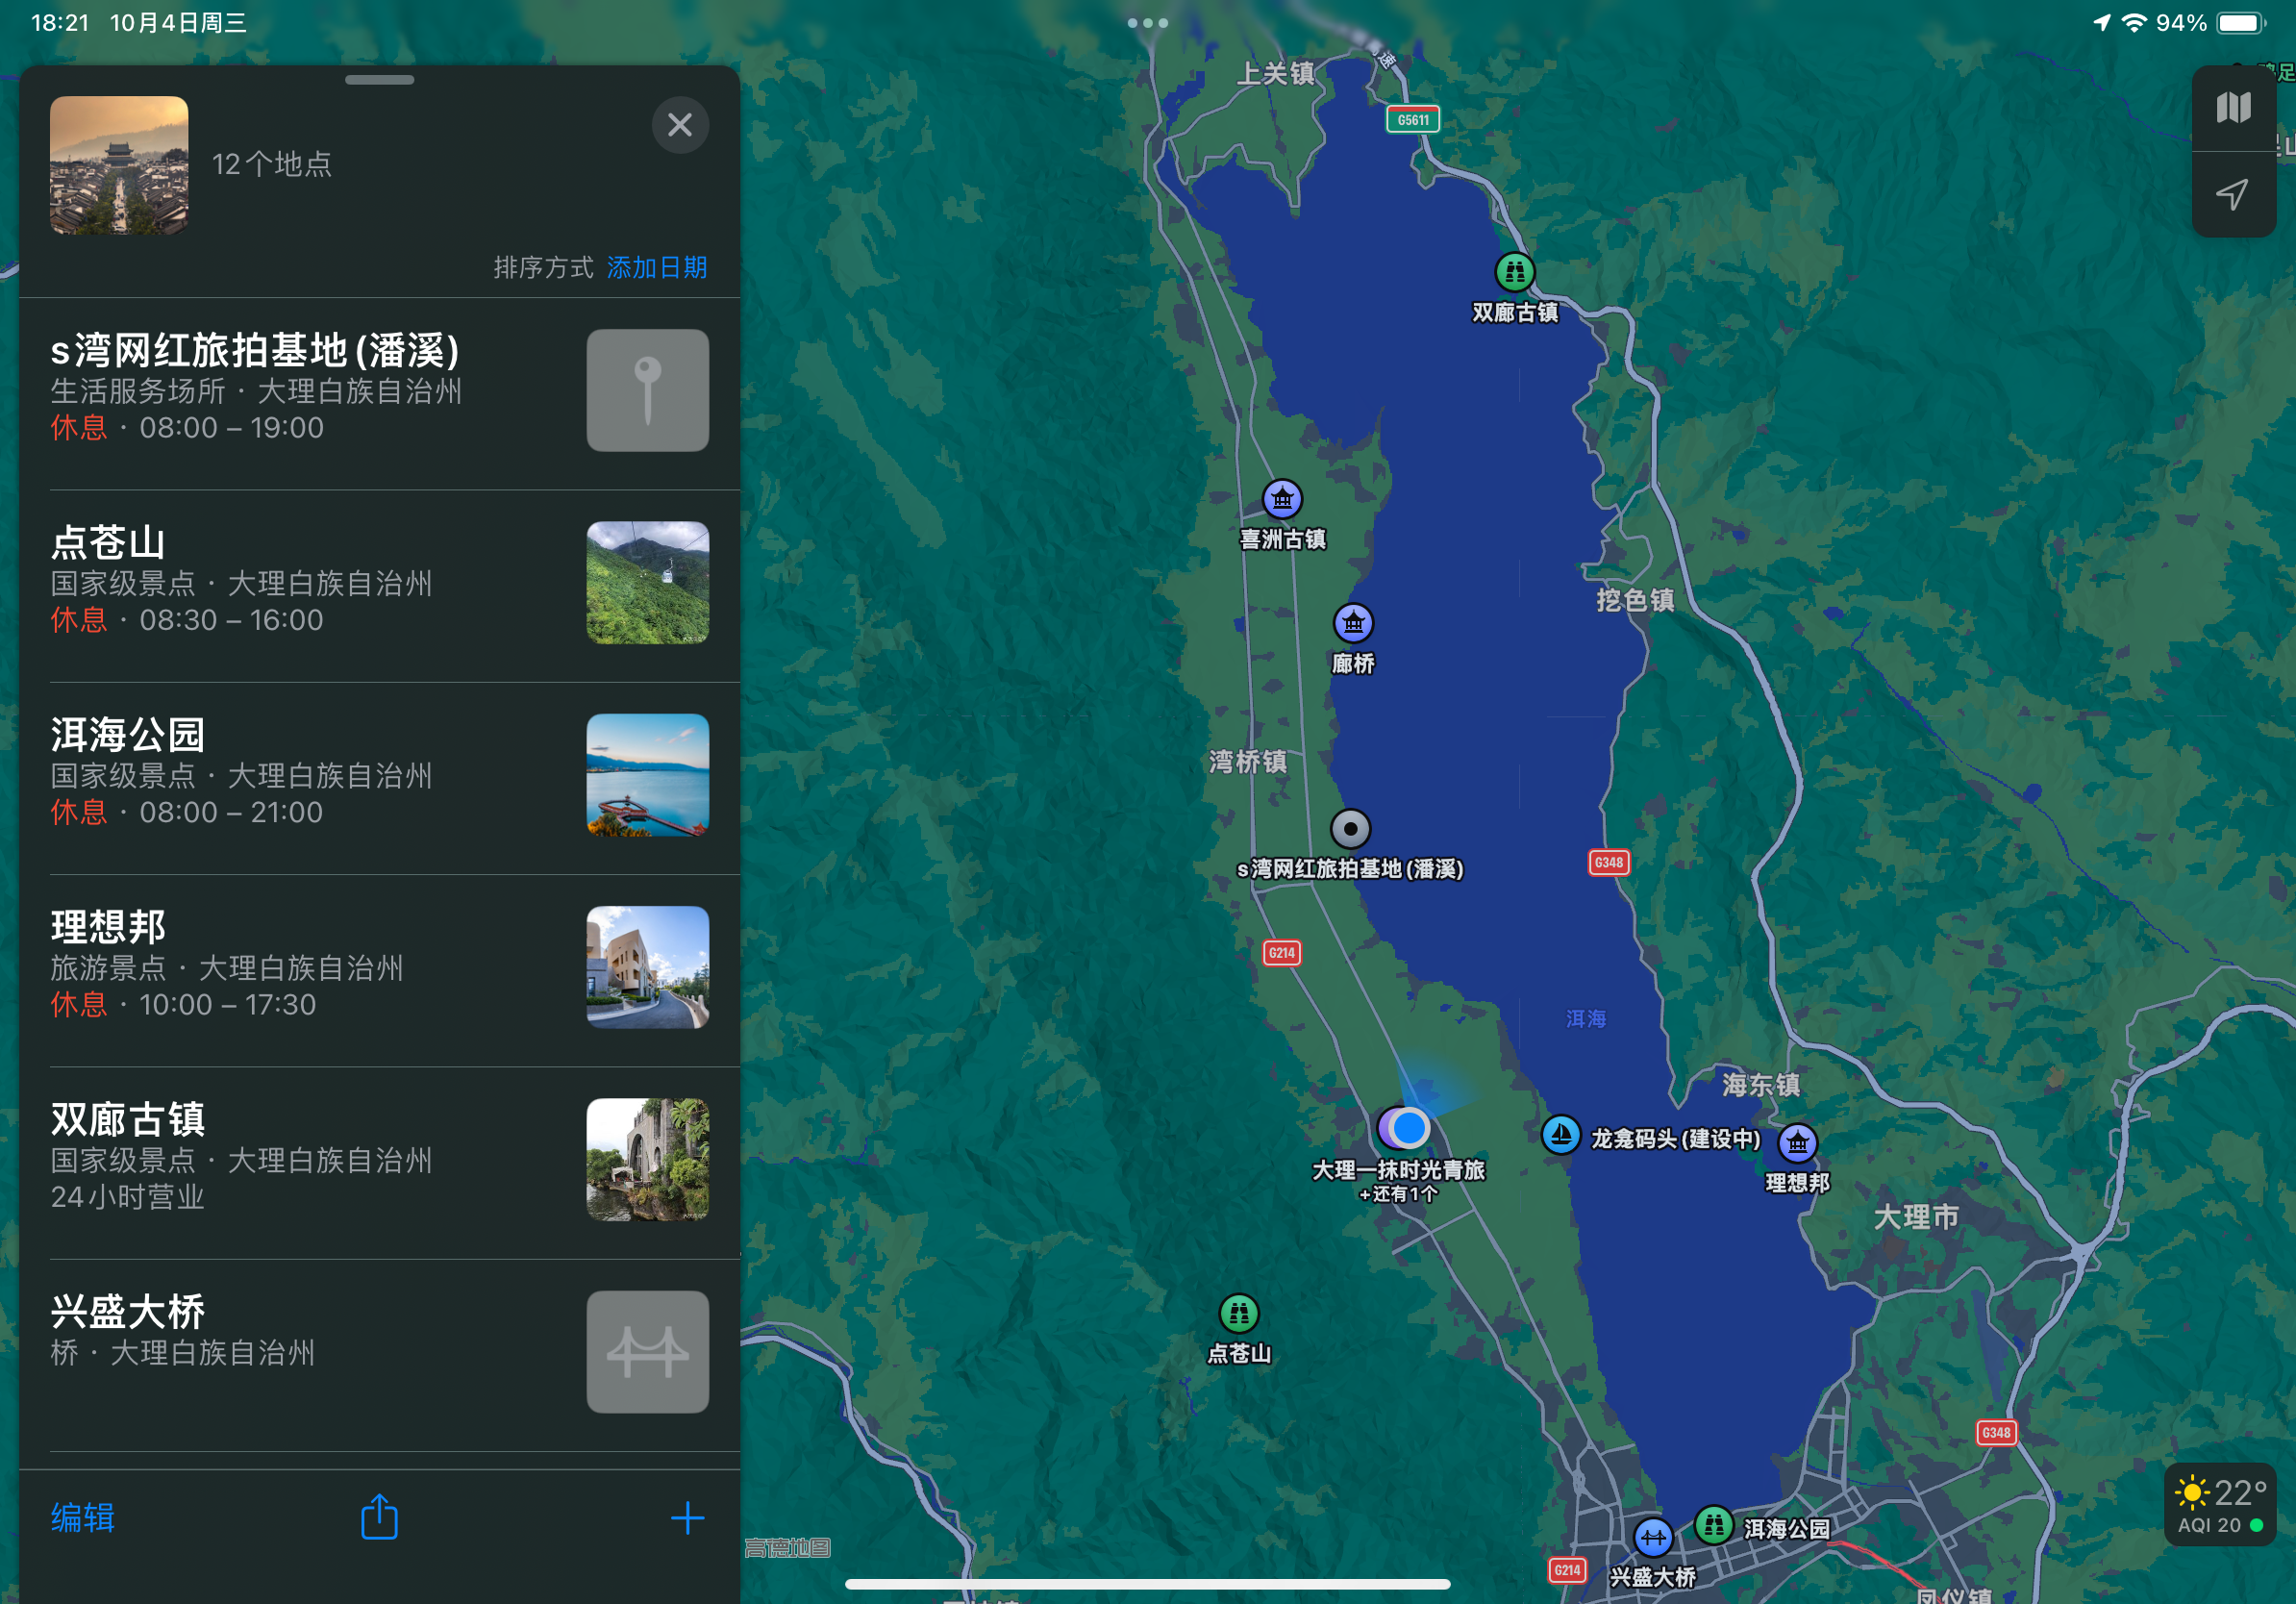 18:21 10月4日周三
94%
12个地点
排序方式 添加日期
s湾网红旅拍基地(潘溪)
生活服务场所 · 大理白族自治州
休息 · 08:00 – 19:00
点苍山
国家级景点 · 大理白族自治州
休息 · 08:30 – 16:00
洱海公园
国家级景点 · 大理白族自治州
休息 · 08:00 – 21:00
理想邦
旅游景点 · 大理白族自治州
休息 · 10:00 – 17:30
双廊古镇
国家级景点 · 大理白族自治州
24小时营业
兴盛大桥
桥 · 大理白族自治州
编辑
上关镇
速
G5611
双廊古镇
喜洲古镇
挖色镇
廊桥
湾桥镇
s湾网红旅拍基地(潘溪)
G348
G214
洱海
海东镇
龙龛码头(建设中)
理想邦
大理一抹时光青旅
+还有1个
大理市
点苍山
G348
22°
AQI 20
洱海公园
高德地图
G214
兴盛大桥
凤仪镇